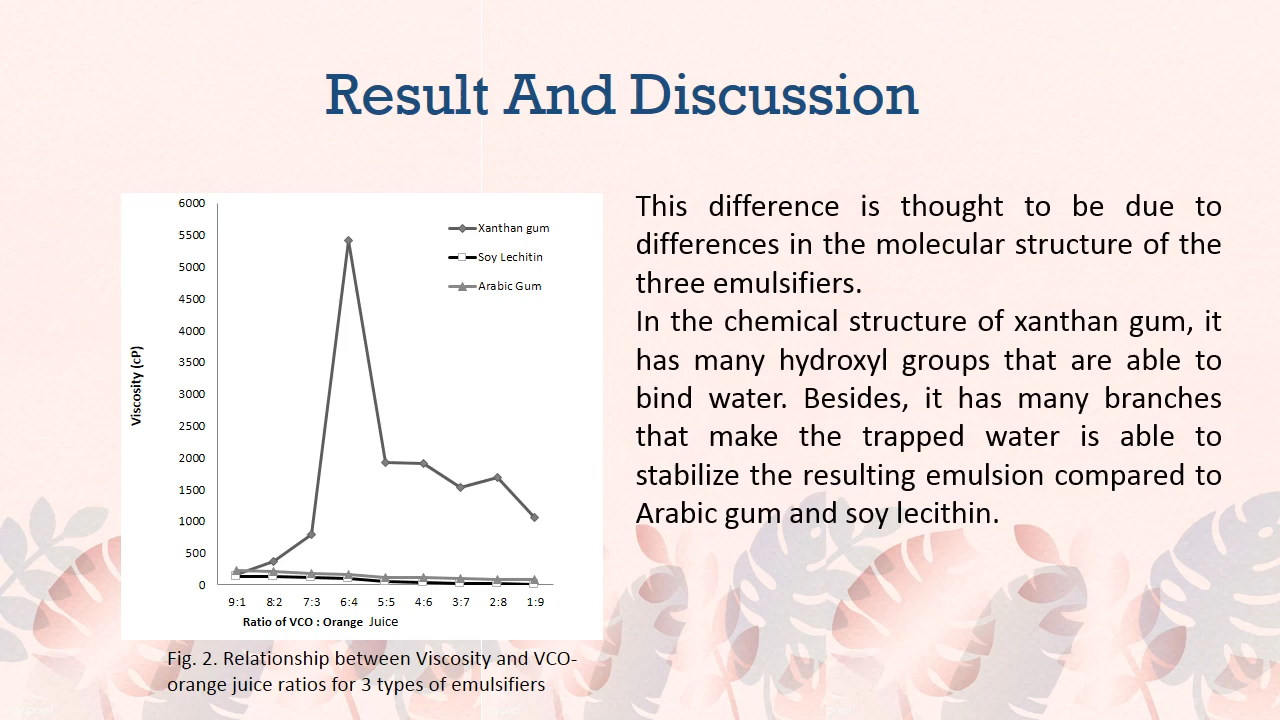 Result And Discussion
6000
5500
5000
4500
4000
3500
3000
2500
2000
1500
1000
500
0
Viscosity (cP)
Xanthan gum
Soy Lechitin
Arabic Gum
9:1 8:2 7:3 6:4 5:5 4:6 3:7 2:8 1:9
Ratio of VCO : Orange Juice
Fig. 2. Relationship between Viscosity and VCO-
orange juice ratios for 3 types of emulsifiers
This difference is thought to be due to
differences in the molecular structure of the
three emulsifiers.
In the chemical structure of xanthan gum, it
has many hydroxyl groups that are able to
bind water. Besides, it has many branches
that make the trapped water is able to
stabilize the resulting emulsion compared to
Arabic gum and soy lecithin.